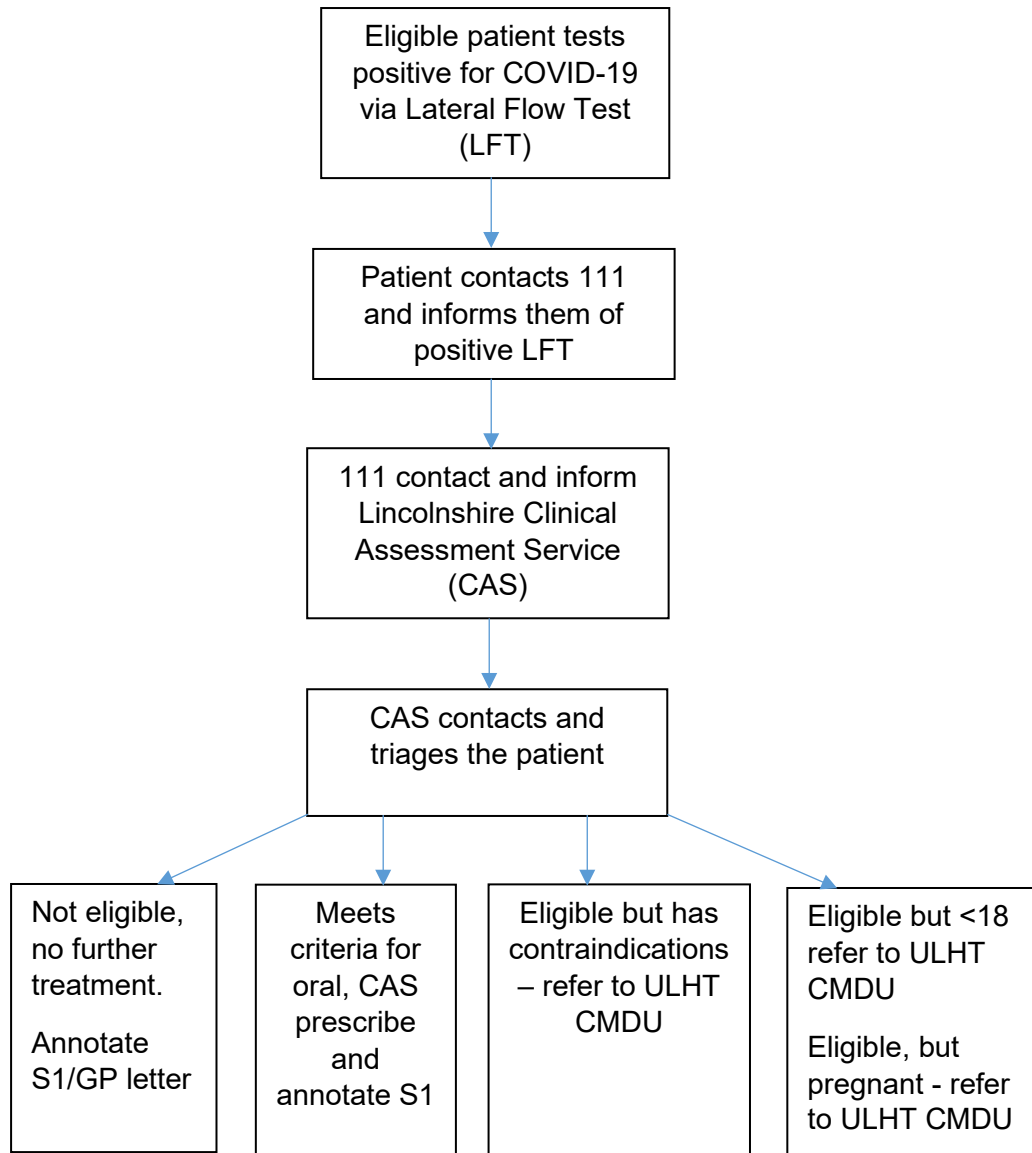 Eligible patient tests
positive for COVID-19
via Lateral Flow Test
(LFT)
Patient contacts 111
and informs them of
positive LFT
111 contact and inform
Lincolnshire Clinical
Assessment Service
(CAS)
CAS contacts and
triages the patient
Not eligible,
no further
treatment.
Annotate
S1/GP letter
Meets
criteria for
oral, CAS
prescribe
and
annotate S1
Eligible but has
contraindications
– refer to ULHT
CMDU
Eligible but <18
refer to ULHT
CMDU
Eligible, but
pregnant - refer
to ULHT CMDU